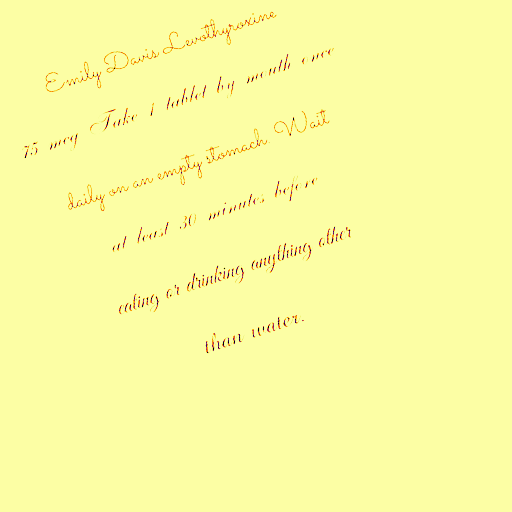 Emily Davis Levothyroxine
75 mcg Take 1 tablet by mouth once
daily on an empty stomach Wait
at least 30 minutes before
eating or drinking anything other
than water.